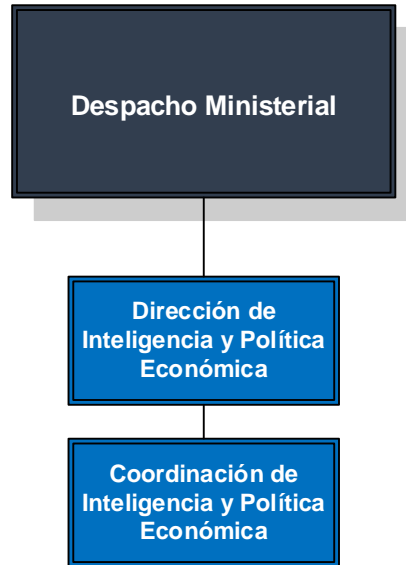 Despacho Ministerial
Dirección de
Inteligencia y Política
Económica
Coordinación de
Inteligencia y Política
Económica